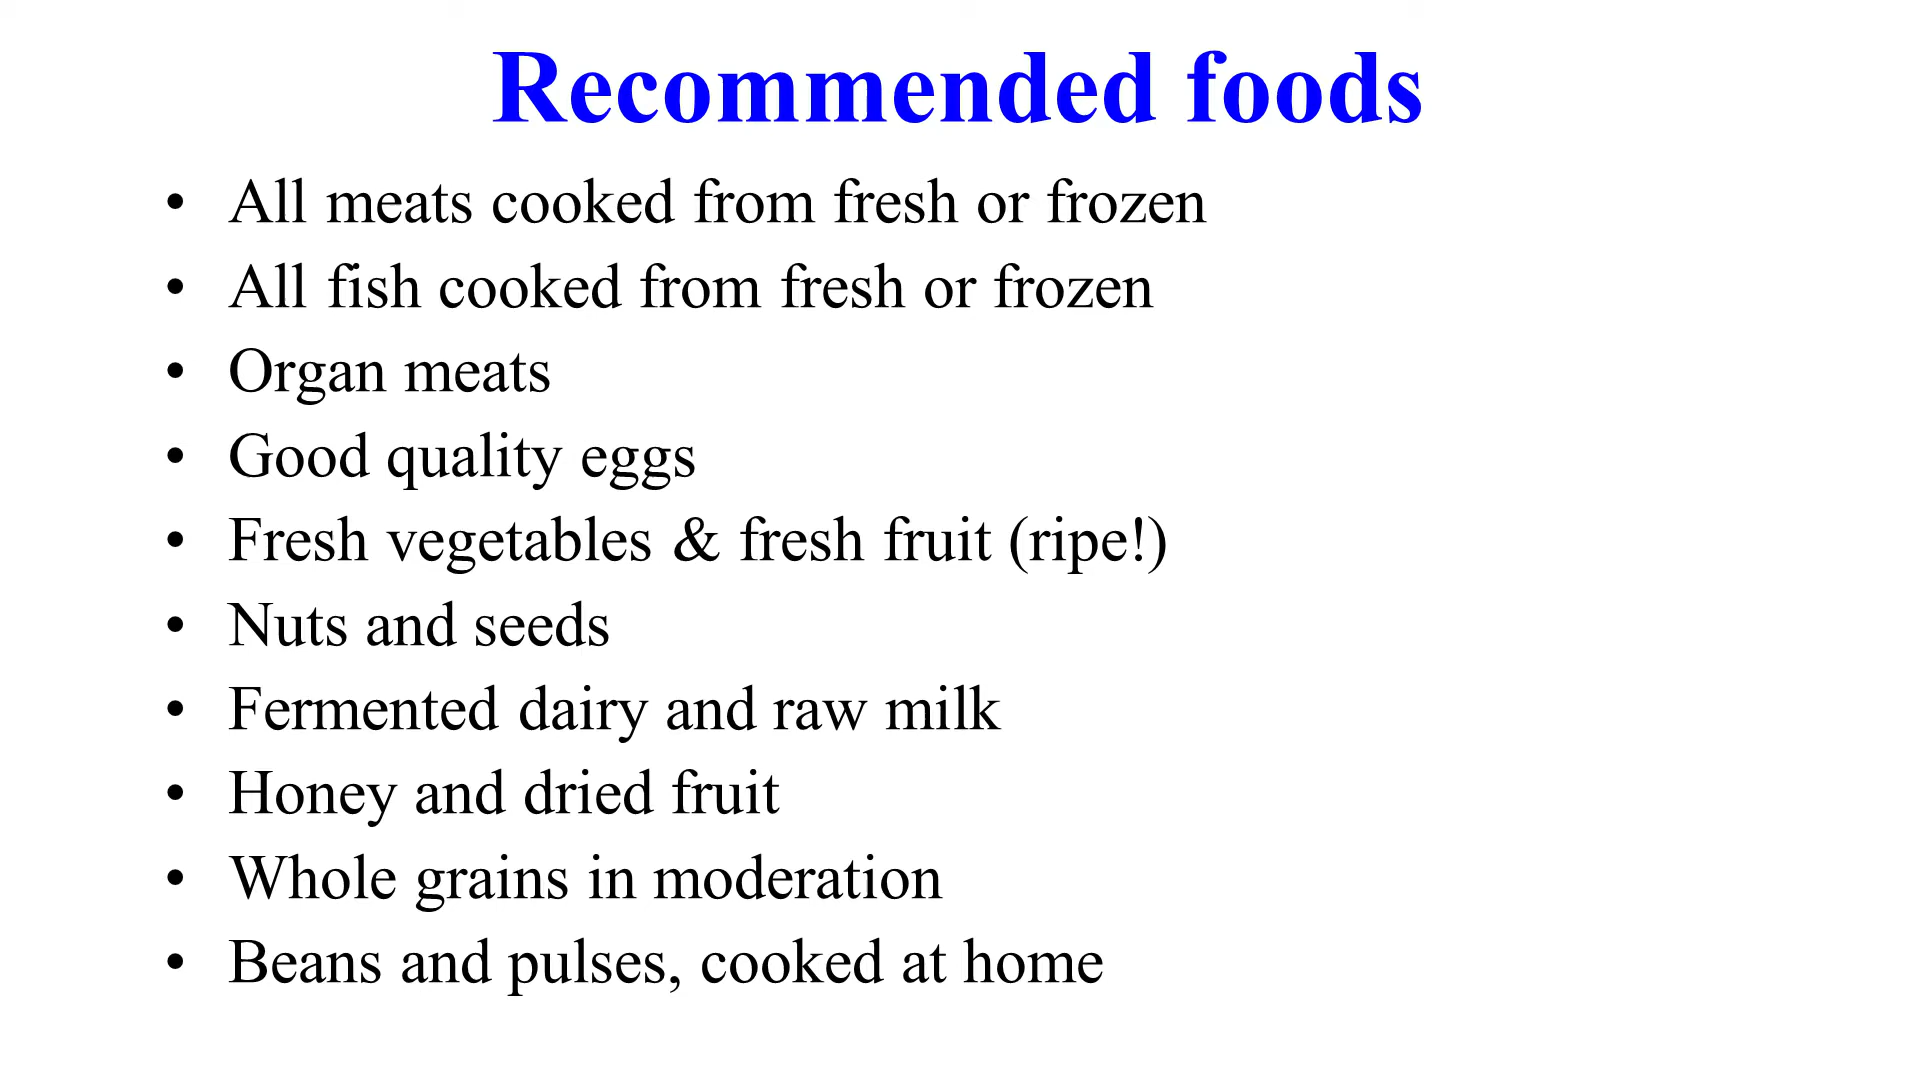 Recommended foods
• All meats cooked from fresh or frozen
• All fish cooked from fresh or frozen
• Organ meats
• Good quality eggs
• Fresh vegetables & fresh fruit (ripe!)
• Nuts and seeds
• Fermented dairy and raw milk
• Honey and dried fruit
• Whole grains in moderation
• Beans and pulses, cooked at home